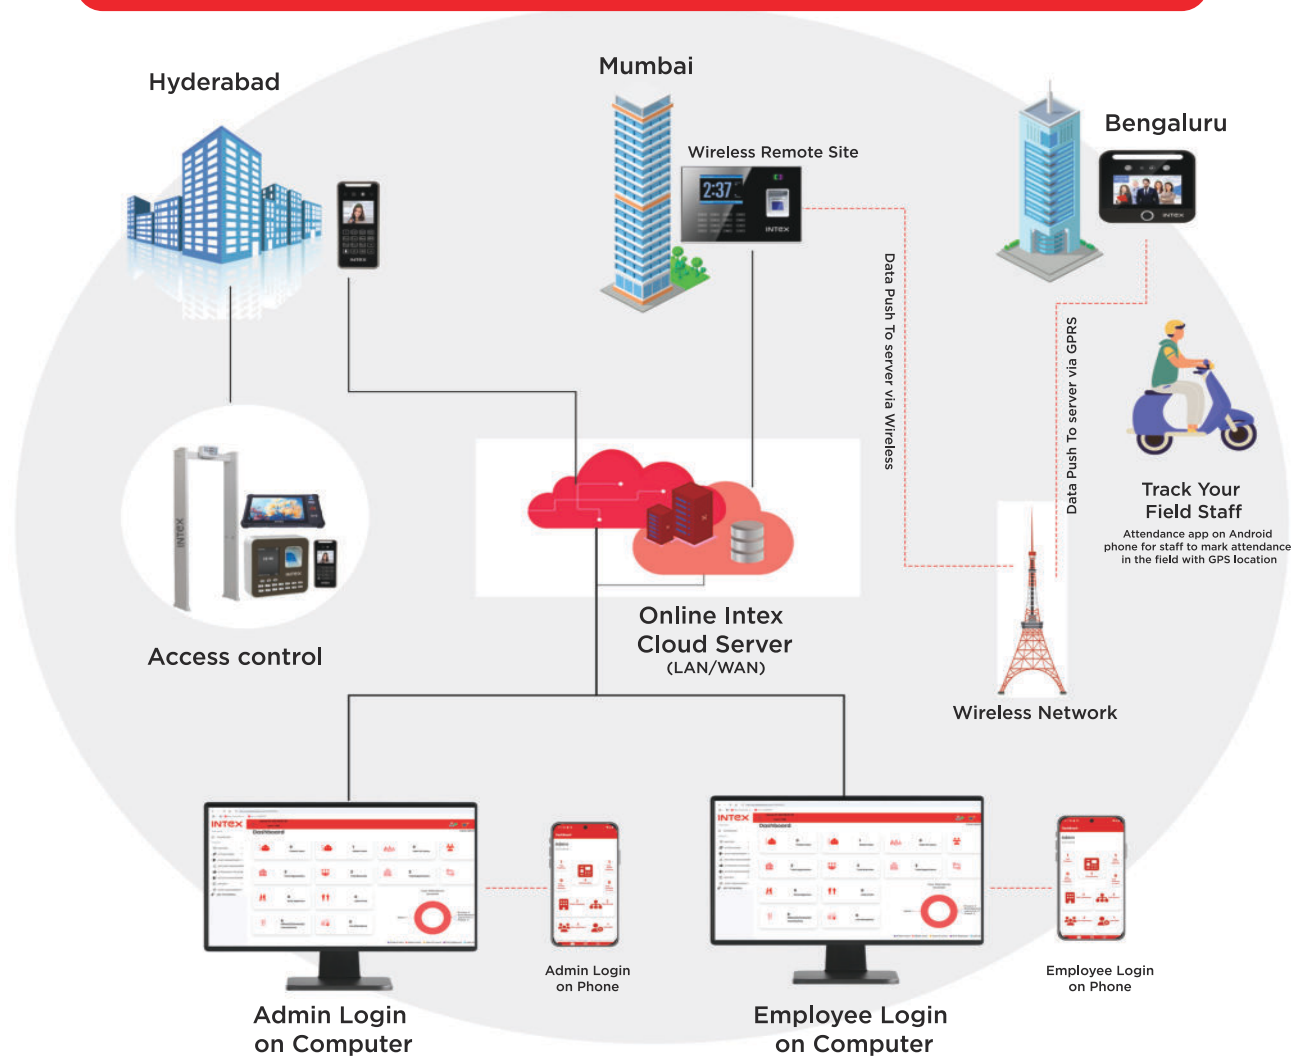 Hyderabad
Mumbai
Bengaluru
Wireless Remote Site
2:37
INTEX
INTEX
INTEX
Data Push To server via Wireless
Data Push To server via GPRS
INTEX
INTEX
Access control
Online Intex
Cloud Server
(LAN/WAN)
Track Your
Field Staff
Attendance app on Android
phone for staff to mark attendance
in the field with GPS location
Wireless Network
INTEX
Dashboard
INTEX
Dashboard
Admin Login
on Phone
Employee Login
on Phone
Admin Login
on Computer
Employee Login
on Computer